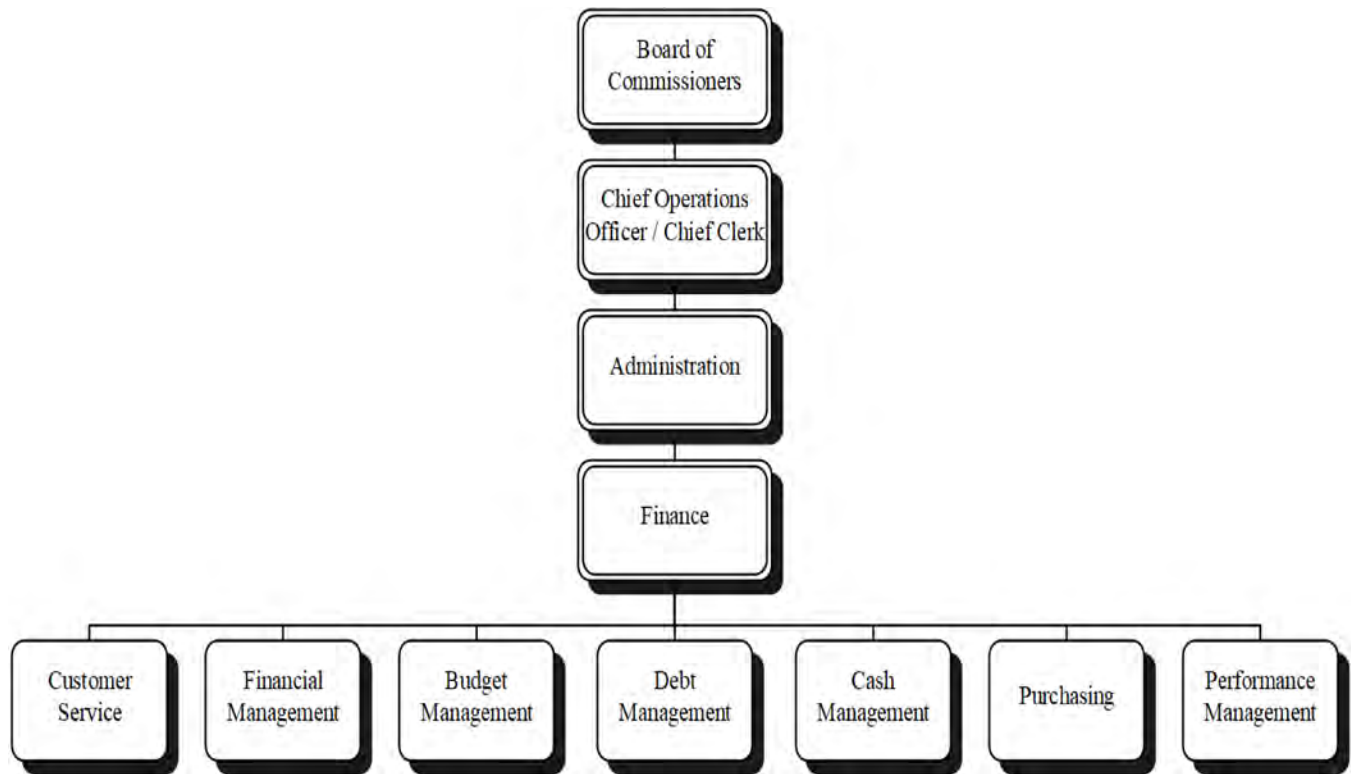 Board of
Commissioners
Chief Operations
Officer / Chief Clerk
Administration
Finance
Customer
Service
Financial
Management
Budget
Management
Debt
Management
Cash
Management
Purchasing
Performance
Management